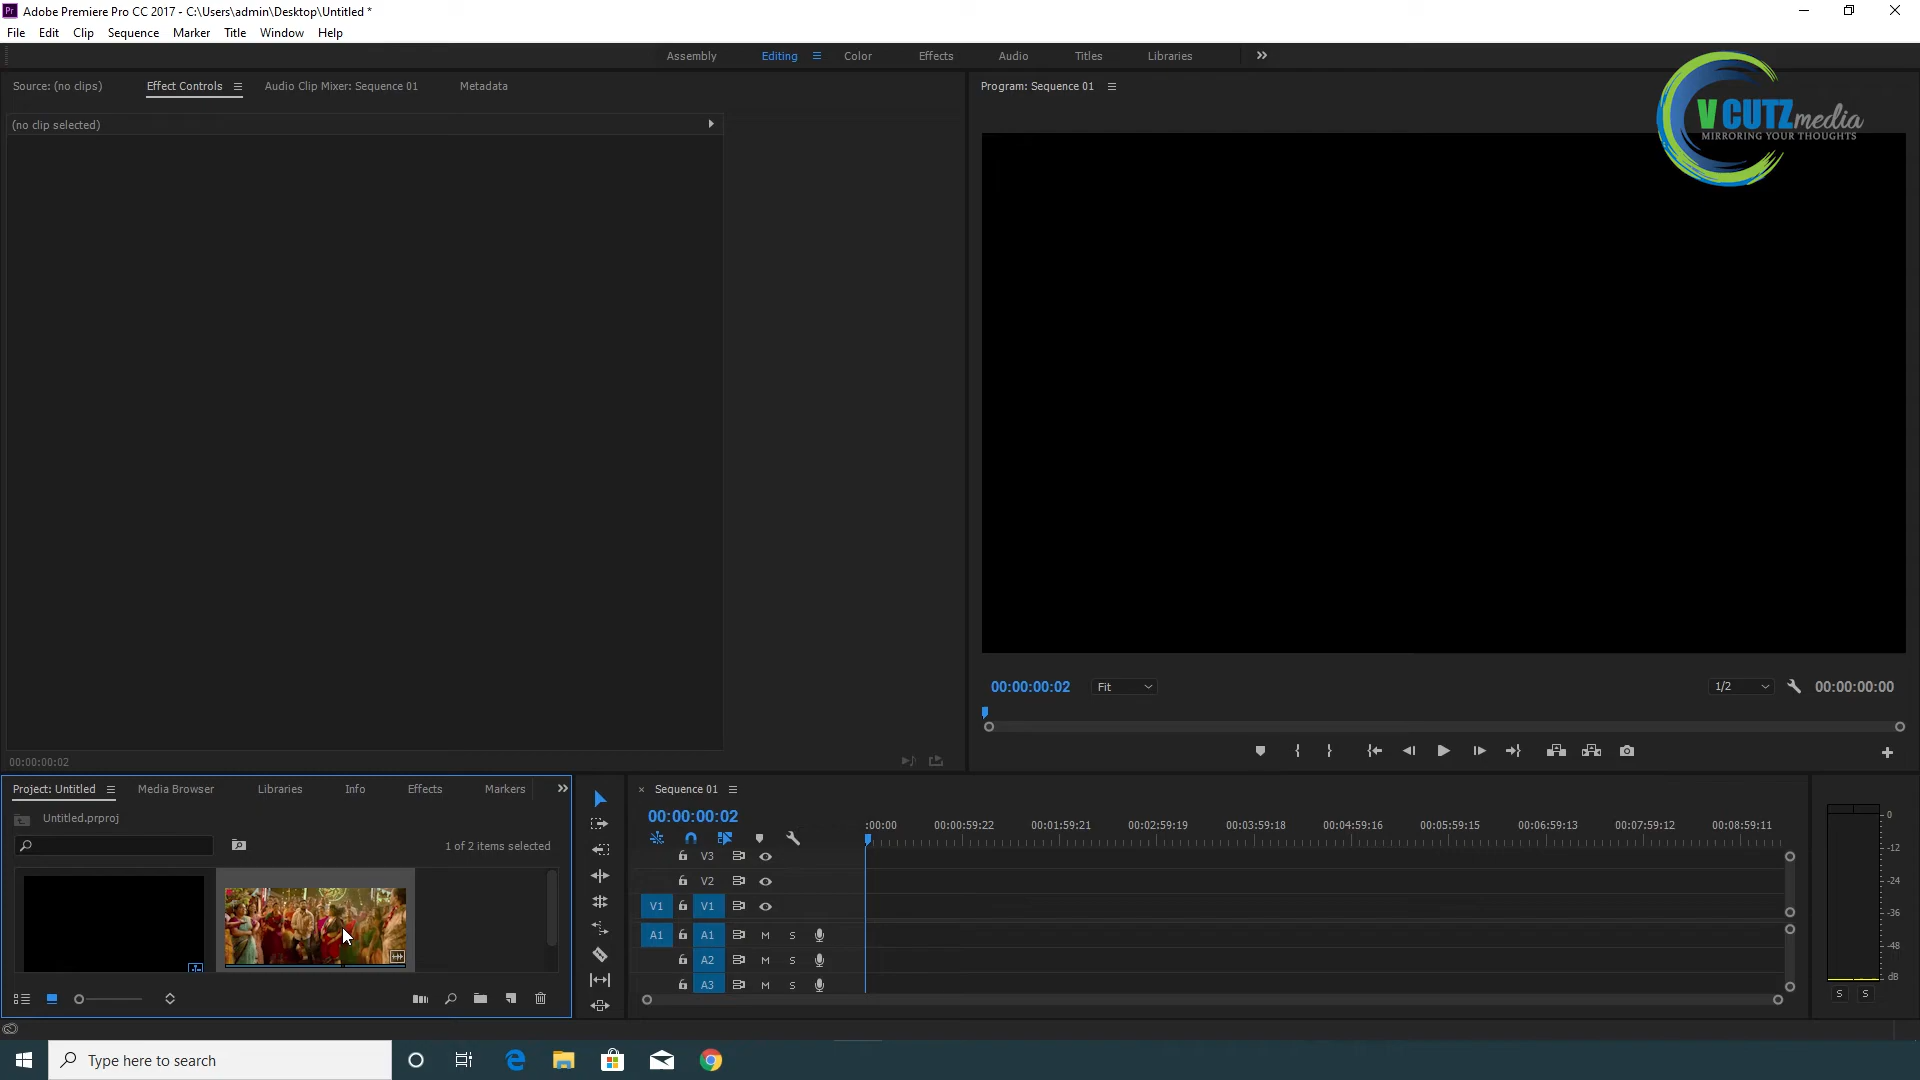 Adobe Premiere Pro CC 2017 - C:\Users\admin\Desktop\Untitled *
File Edit Clip Sequence Marker Title Window Help
Assembly Editing Color Effects Audio Titles Libraries
Source: (no clips) Effect Controls Audio Clip Mixer: Sequence 01 Metadata
Program: Sequence 01
V CUTZmedia
MIRRORING YOUR THOUGHTS
(no clip selected)
00:00:00:02 Fit 1/2 00:00:00:00
00:00:00:02
Project: Untitled Media Browser Libraries Info Effects Markers
Untitled.prproj
1 of 2 items selected
× Sequence 01
00:00:00:02
:00:00 00:00:59:22 00:01:59:21 00:02:59:19 00:03:59:18 00:04:59:16 00:05:59:15 00:06:59:13 00:07:59:12 00:08:59:11
V3
V2
V1 V1
A1 A1 M S
A2 M S
A3 M S
0
-12
-24
-36
-48
dB
S S
Type here to search